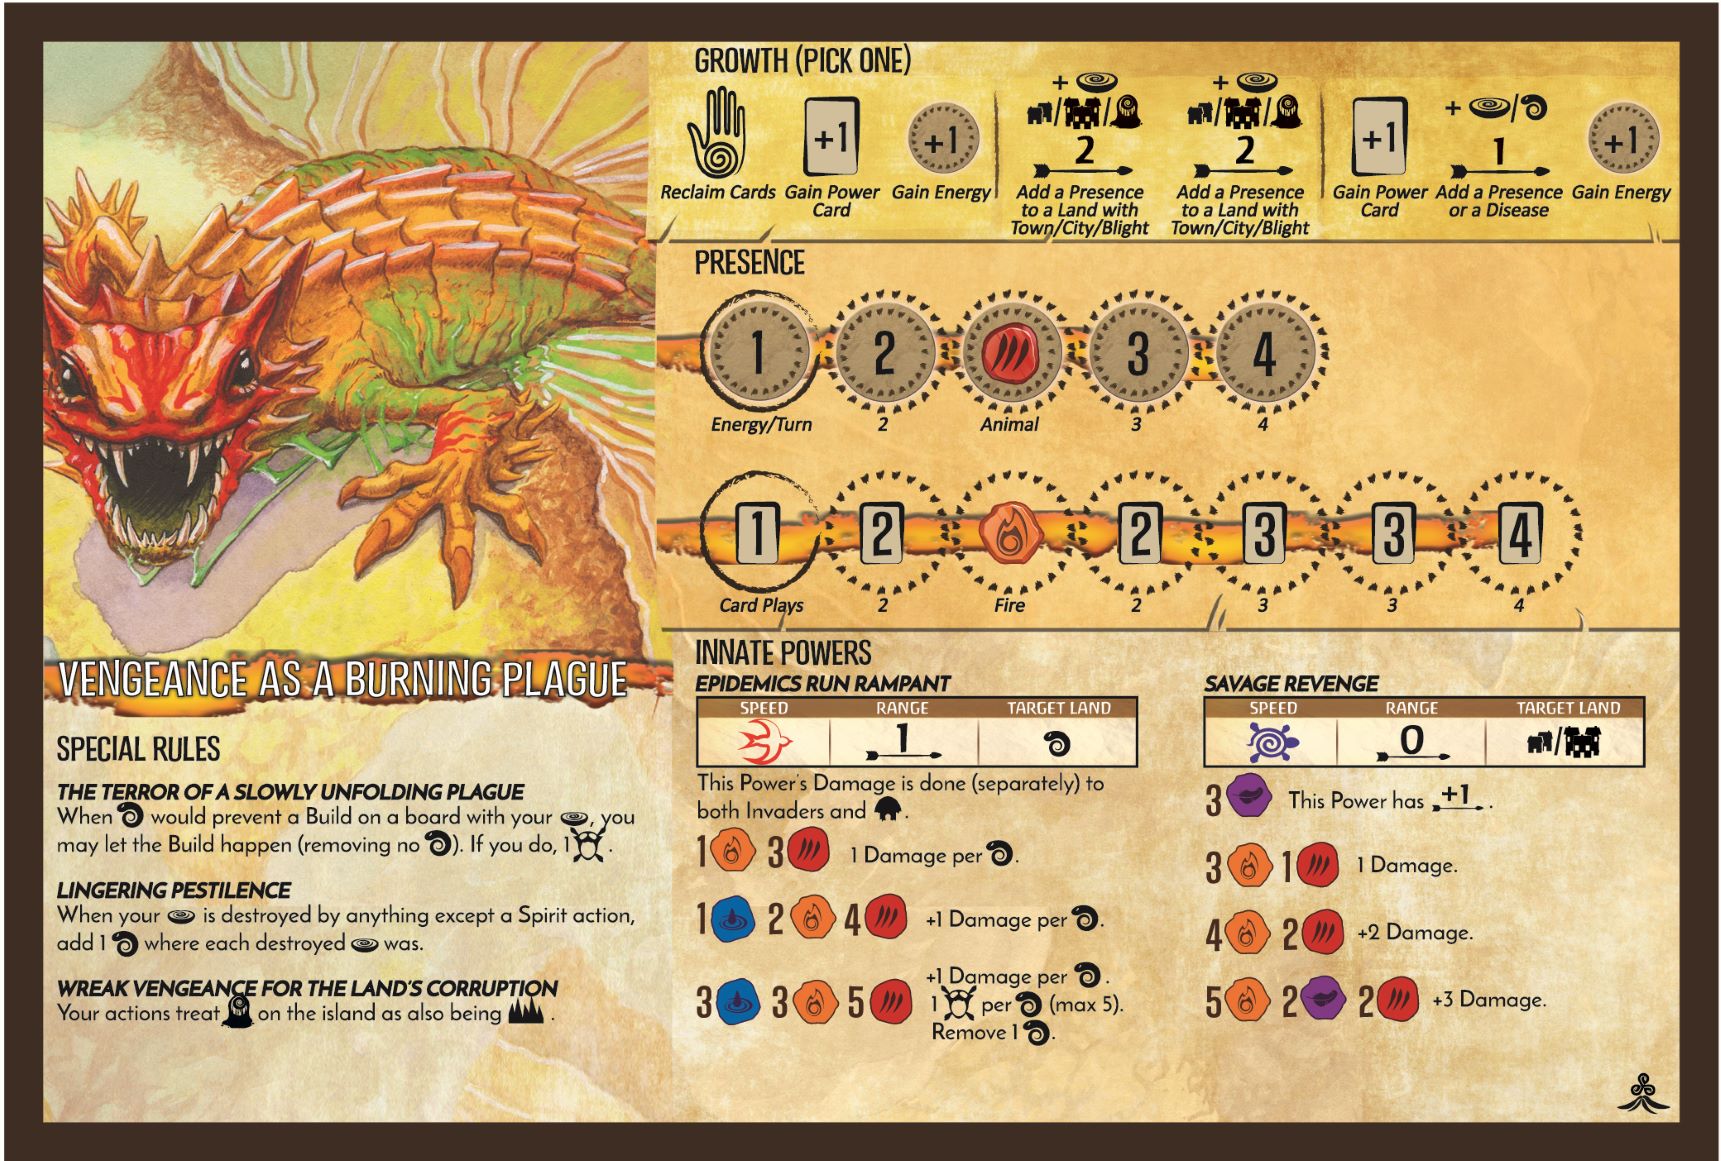 GROWTH (PICK ONE)
+1 +1 + / / 2 + / / 2 +1 + / 1 +1
Reclaim Cards
Gain Power Card
Gain Energy
Add a Presence
to a Land with
Town/City/Blight
Add a Presence
to a Land with
Town/City/Blight
Gain Power Card
Add a Presence
or a Disease
Gain Energy
PRESENCE
1 2 3 4
Energy/Turn 2 Animal 3 4
1 2 2 3 3 4
Card Plays 2 Fire 2 3 3 4
VENGEANCE AS A BURNING PLAGUE
SPECIAL RULES
THE TERROR OF A SLOWLY UNFOLDING PLAGUE
When would prevent a Build on a board with your , you
may let the Build happen (removing no ). If you do, 1 .
LINGERING PESTILENCE
When your is destroyed by anything except a Spirit action,
add 1 where each destroyed was.
WREAK VENGEANCE FOR THE LAND'S CORRUPTION
Your actions treat on the island as also being .
INNATE POWERS
EPIDEMICS RUN RAMPANT
SPEED RANGE TARGET LAND
1
This Power's Damage is done (separately) to
both Invaders and .
1 3 1 Damage per .
1 2 4 +1 Damage per .
3 3 5 +1 Damage per .
1 per (max 5).
Remove 1 .
SAVAGE REVENGE
SPEED RANGE TARGET LAND
0 /
3 This Power has +1 .
3 1 1 Damage.
4 2 +2 Damage.
5 2 2 +3 Damage.